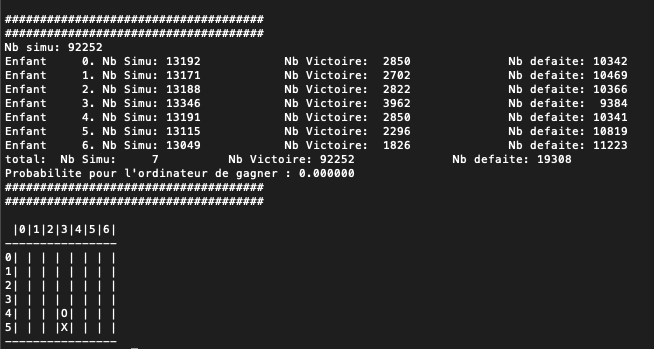 ####################################
####################################
Nb simu: 92252
Enfant     0. Nb Simu: 13192            Nb Victoire:  2850              Nb defaite: 10342
Enfant     1. Nb Simu: 13171            Nb Victoire:  2702              Nb defaite: 10469
Enfant     2. Nb Simu: 13188            Nb Victoire:  2822              Nb defaite: 10366
Enfant     3. Nb Simu: 13346            Nb Victoire:  3962              Nb defaite:  9384
Enfant     4. Nb Simu: 13191            Nb Victoire:  2850              Nb defaite: 10341
Enfant     5. Nb Simu: 13115            Nb Victoire:  2296              Nb defaite: 10819
Enfant     6. Nb Simu: 13049            Nb Victoire:  1826              Nb defaite: 11223
total:  Nb Simu:     7          Nb Victoire: 92252              Nb defaite: 19308
Probabilite pour l'ordinateur de gagner : 0.000000
####################################
####################################
 |0|1|2|3|4|5|6|
----------------
0| | | | | | | |
1| | | | | | | |
2| | | | | | | |
3| | | | | | | |
4| | | |O| | | |
5| | | |X| | | |
----------------